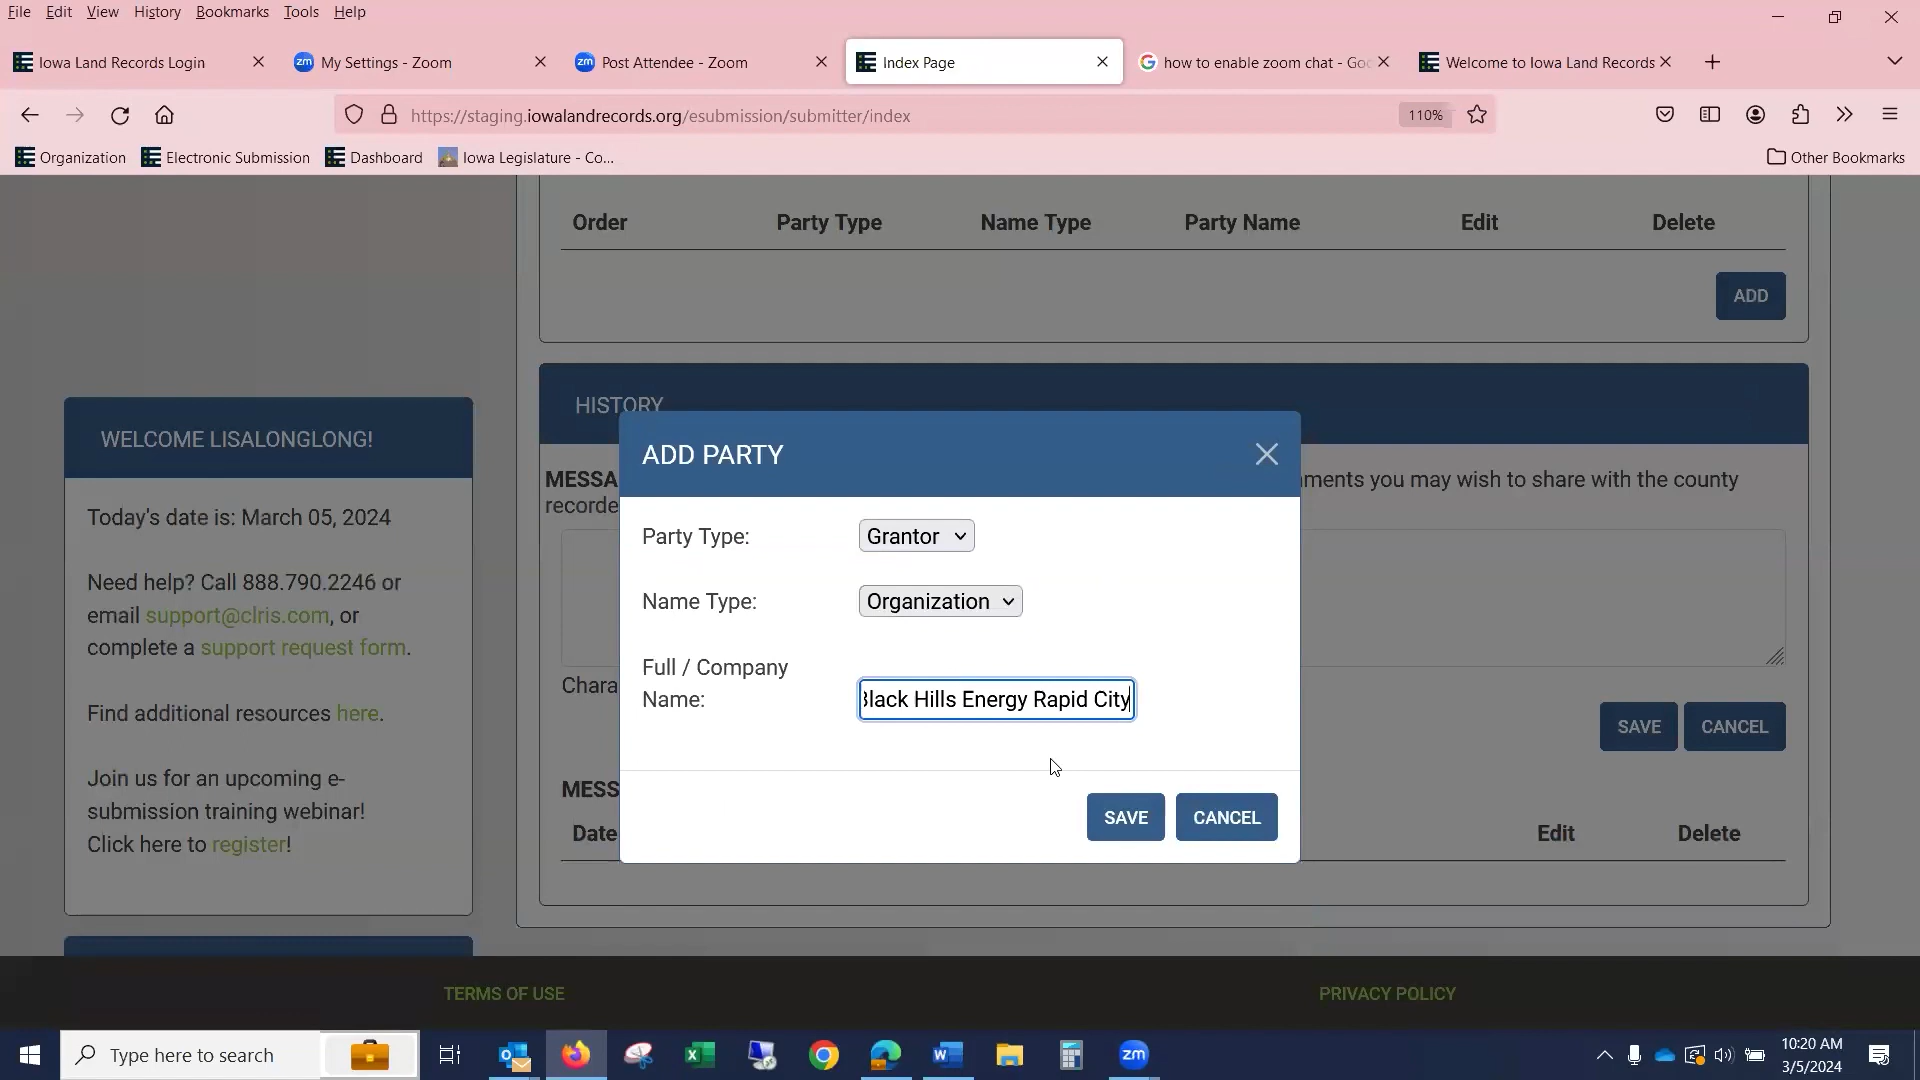 File Edit View History Bookmarks Tools Help
Iowa Land Records Login
My Settings - Zoom
Post Attendee - Zoom
Index Page
how to enable zoom chat - Goo
Welcome to Iowa Land Records
https://staging.iowalandrecords.org/esubmission/submitter/index
110%
Organization
Electronic Submission
Dashboard
Iowa Legislature - Co...
Other Bookmarks
Order Party Type Name Type Party Name Edit Delete
ADD
HISTORY
WELCOME LISALONGLONG!
Today's date is: March 05, 2024
Need help? Call 888.790.2246 or
email support@clris.com, or
complete a support request form.
Find additional resources here.
Join us for an upcoming e-
submission training webinar!
Click here to register!
ADD PARTY
Party Type: Grantor
Name Type: Organization
Full / Company
Name: Black Hills Energy Rapid City
SAVE CANCEL
MESSA
ments you may wish to share with the county
recorde
Chara
SAVE CANCEL
MESS
Date Edit Delete
TERMS OF USE PRIVACY POLICY
Type here to search
zm
10:20 AM
3/5/2024